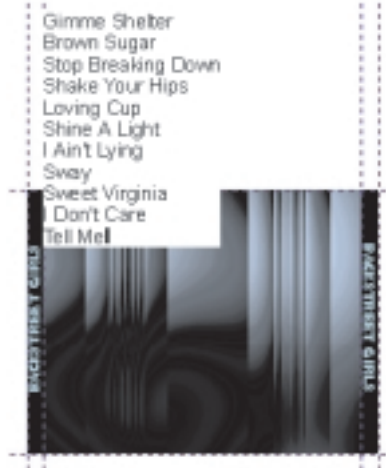 Gimme Shelter
Brown Sugar
Stop Breaking Down
Shake Your Hips
Loving Cup
Shine A Light
I Ain't Lying
Sway
Sweet Virginia
I Don't Care
Tell Me
BACKSTREET GIRLS
BACKSTREET GIRLS